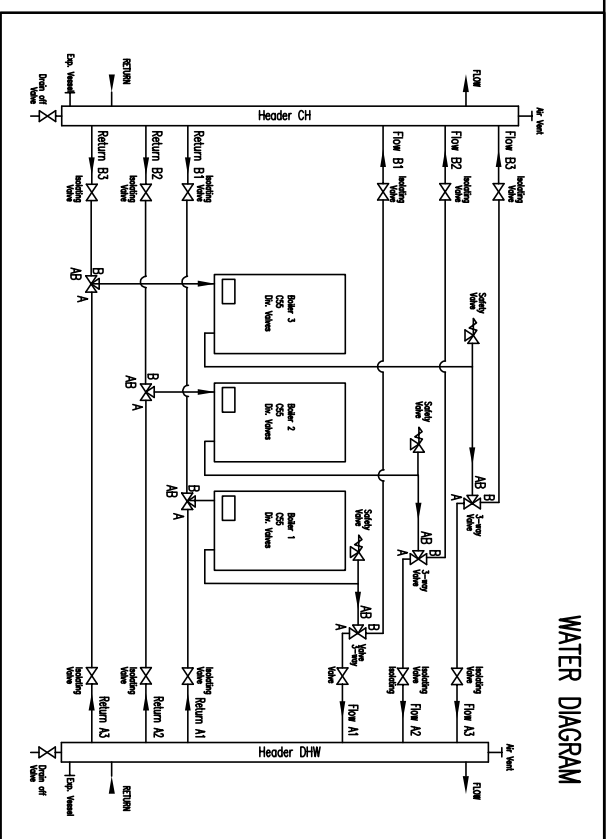 WATER DIAGRAM
Air Vent
Header CH
FLOW
RETURN
Exp. Vessel
Drain off
Valve
Flow B3
Flow B2
Flow B1
Return B1
Return B2
Return B3
Isolating
Valve
Isolating
Valve
Isolating
Valve
Isolating
Valve
Isolating
Valve
Isolating
Valve
Safety
Valve
Safety
Valve
Safety
Valve
Boiler 3
C55
Div. Valves
Boiler 2
C55
Div. Valves
Boiler 1
C55
Div. Valves
AB
B
A
3-way
Valve
AB
B
A
3-way
Valve
AB
B
A
Valve
3-way
B
AB
A
B
AB
A
B
AB
A
Isolating
Valve
Isolating
Valve
Isolating
Valve
Isolating
Valve
Isolating
Valve
Isolating
Valve
Flow A3
Flow A2
Flow A1
Return A1
Return A2
Return A3
Air Vent
Header DHW
FLOW
RETURN
Exp. Vessel
Drain off
Valve